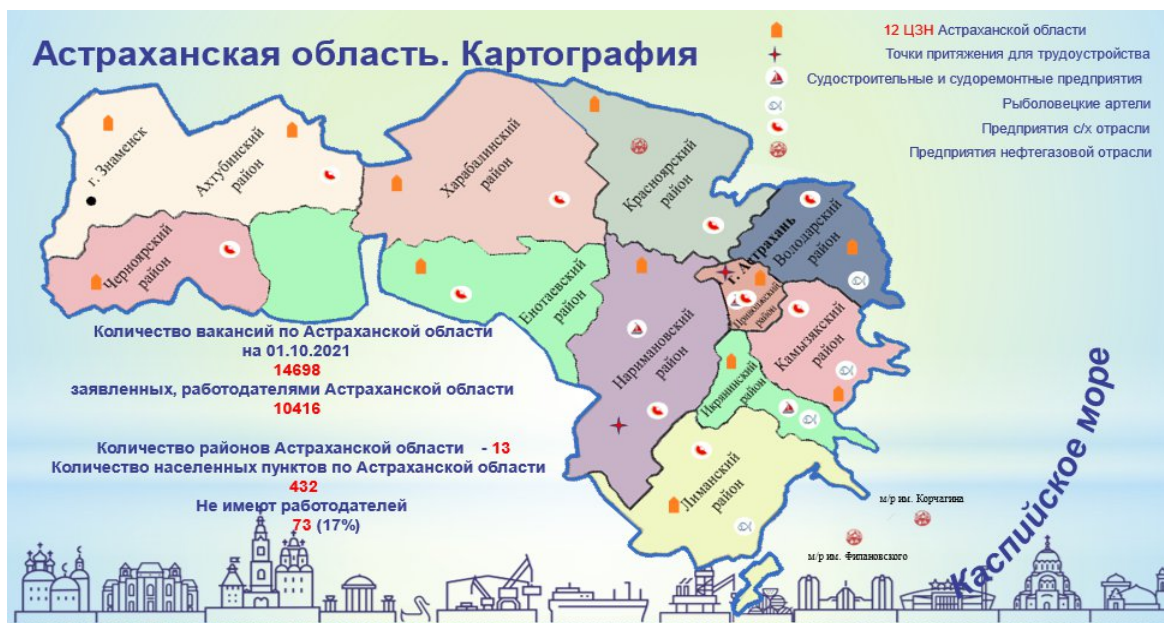 Астраханская область. Картография
12 ЦЗН Астраханской области
Точки притяжения для трудоустройства
Судостроительные и судоремонтные предприятия
Рыболовецкие артели
Предприятия с/х отрасли
Предприятия нефтегазовой отрасли
г. Знаменск
Ахтубинский
район
Харабалинский
район
Красноярский
район
Черноярский
район
Енотаевский
район
г. Астрахань
Володарский
район
Приволжский
район
Наримановский
район
Камызякский
район
Икрянинский
район
Лиманский
район
Количество вакансий по Астраханской области
на 01.10.2021
14698
заявленных, работодателями Астраханской области
10416
Количество районов Астраханской области - 13
Количество населенных пунктов по Астраханской области
432
Не имеют работодателей
73 (17%)
м/р им. Корчагина
м/р им. Филановского
Каспийское море